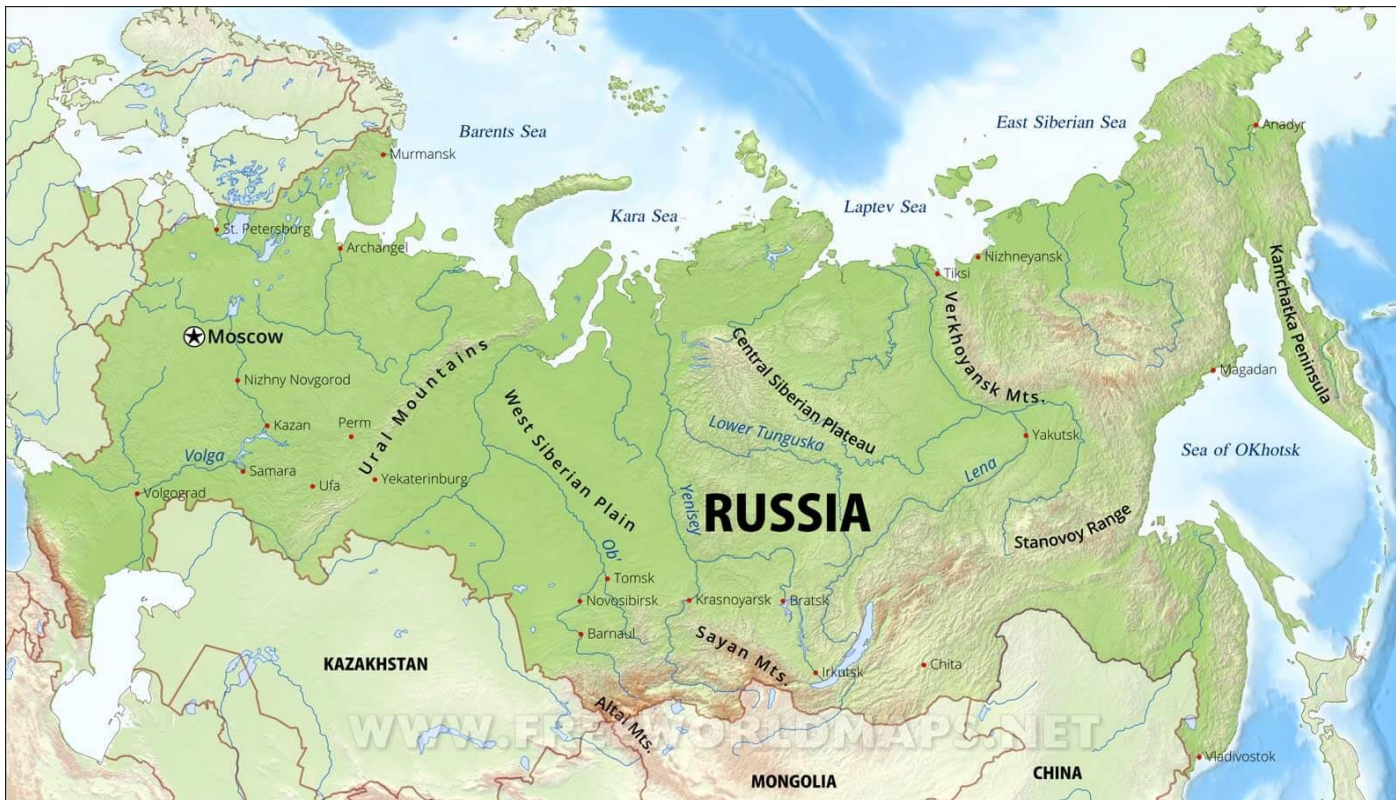 Barents Sea
East Siberian Sea
Anadyr
Murmansk
Kara Sea
Laptev Sea
St. Petersburg
Archangel
Nizhneyansk
Tiksi
Kamchatka Peninsula
Moscow
Verkhoyansk Mts.
Central Siberian Plateau
Ural Mountains
West Siberian Plain
Magadan
Nizhny Novgorod
Kazan
Perm
Lower Tunguska
Yakutsk
Sea of OKhotsk
Volga
Samara
Ufa
Yekaterinburg
Lena
Volgograd
Yenisey
RUSSIA
Stanovoy Range
Ob'
Tomsk
Novosibirsk
Krasnoyarsk
Bratsk
Barnaul
Sayan Mts.
KAZAKHSTAN
Irkutsk
Chita
Altai Mts.
WWW.FREEWORLDMAPS.NET
Vladivostok
MONGOLIA
CHINA